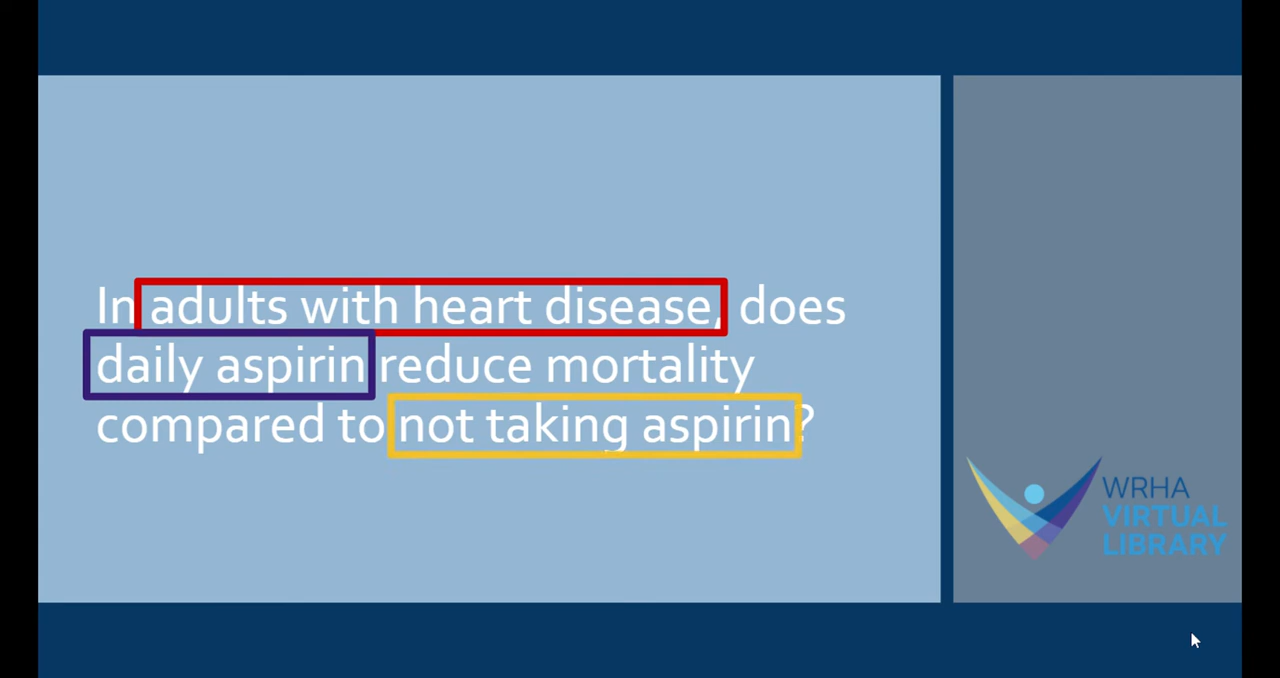 In adults with heart disease, does
daily aspirin reduce mortality
compared to not taking aspirin?
WRHA
VIRTUAL
LIBRARY